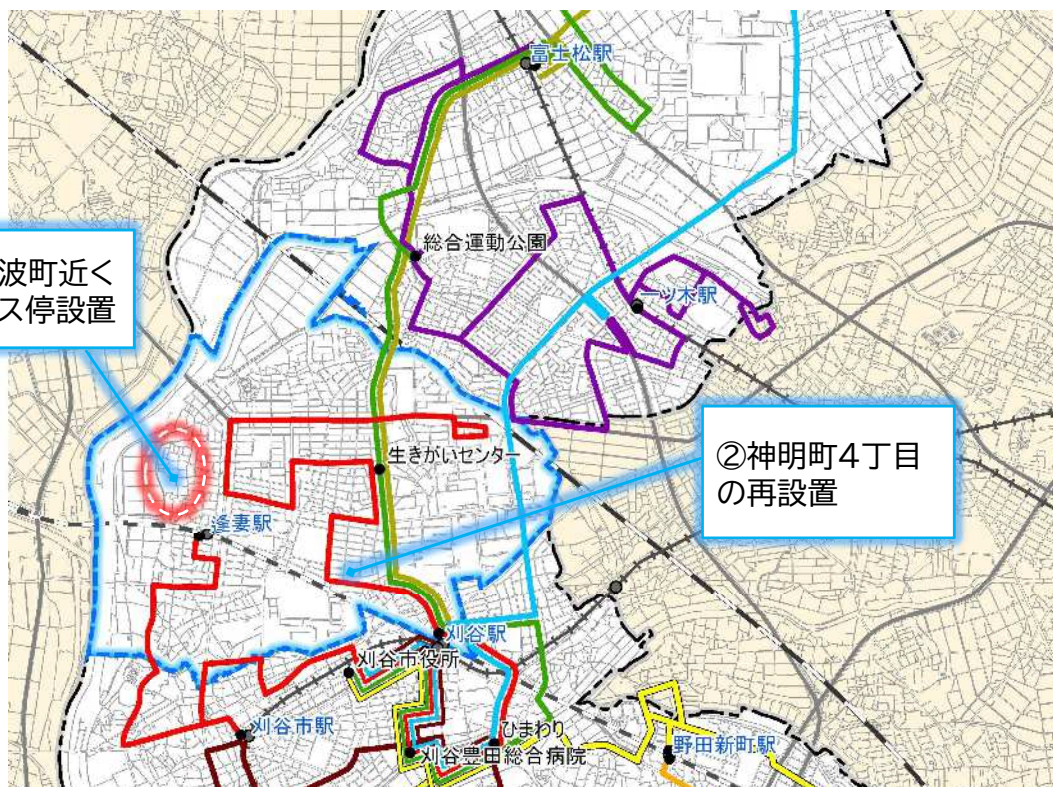 富士松駅
総合運動公園
波町近く
ス停設置
一ツ木駅
生きがいセンター
②神明町4丁目
の再設置
逢妻駅
刈谷駅
刈谷市役所
刈谷市駅
ひまわり
刈谷豊田総合病院
野田新町駅